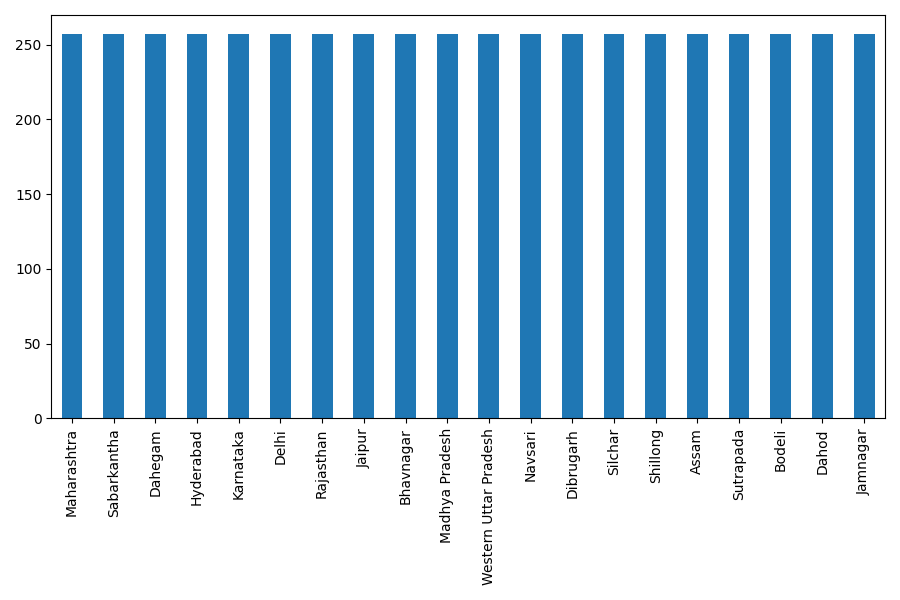 250
200
150
100
50
0
Maharashtra
Sabarkantha
Dahegam
Hyderabad
Karnataka
Delhi
Rajasthan
Jaipur
Bhavnagar
Madhya Pradesh
Western Uttar Pradesh
Navsari
Dibrugarh
Silchar
Shillong
Assam
Sutrapada
Bodeli
Dahod
Jamnagar